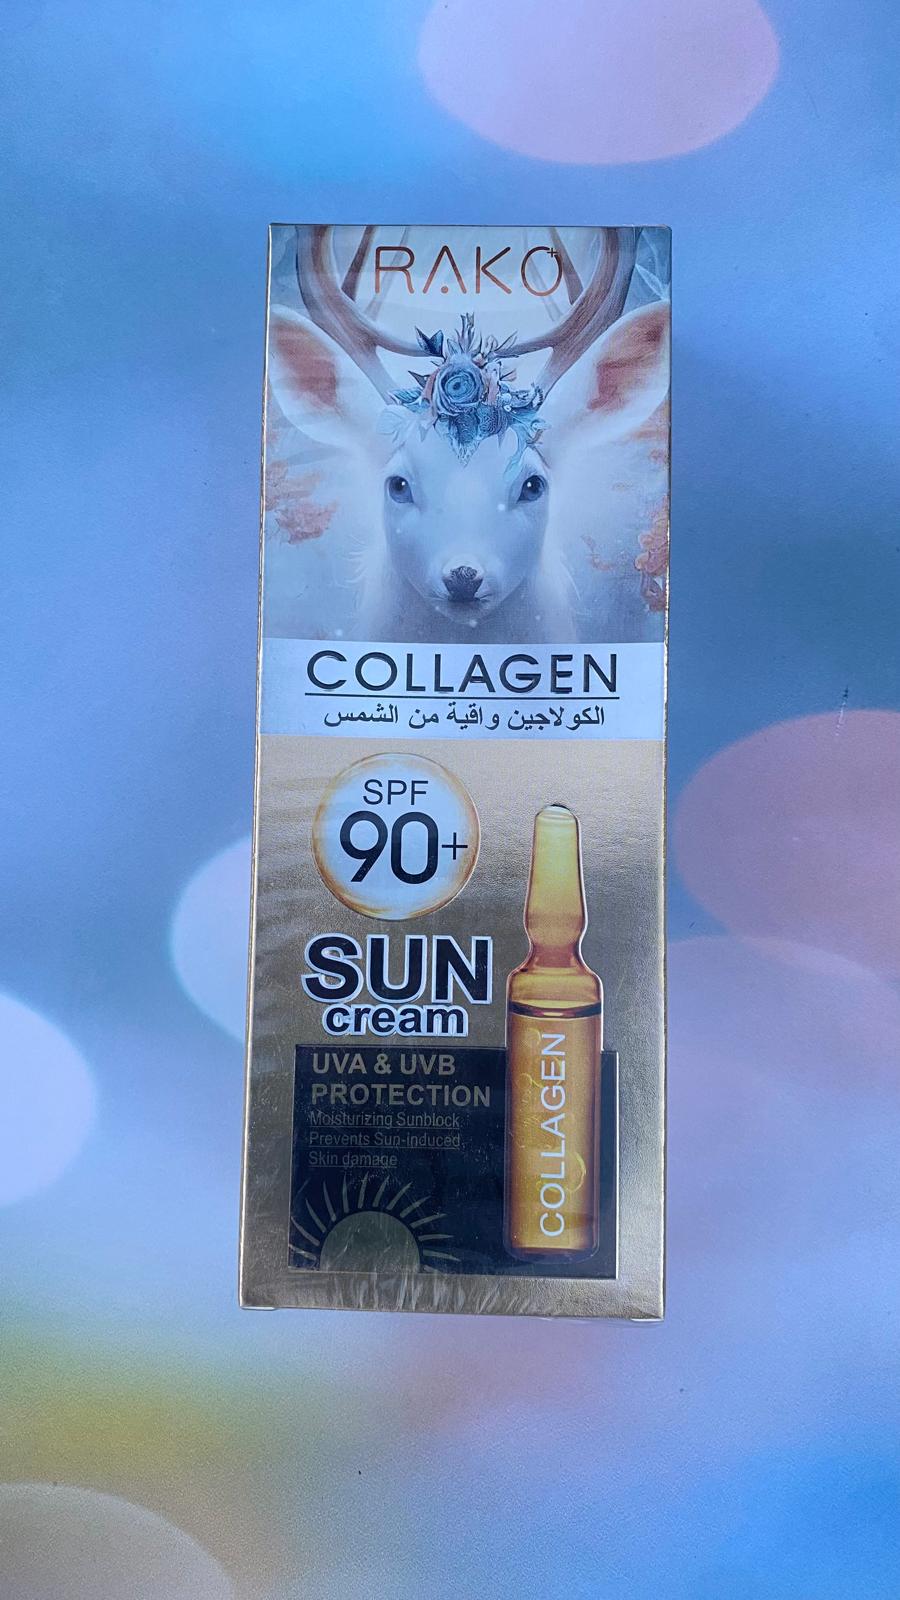 RAKO+
COLLAGEN
الكولاجين واقية من الشمس
SPF
90+
SUN
cream
UVA & UVB
PROTECTION
Moisturizing Sunblock
Prevents Sun-induced
Skin damage
COLLAGEN